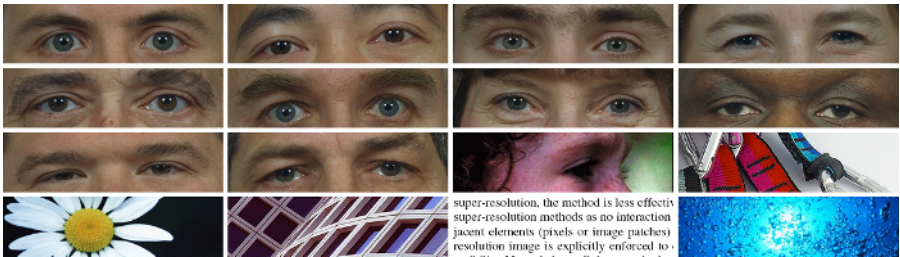 super-resolution, the method is less effectiv
super-resolution methods as no interaction
jacent elements (pixels or image patches)
resolution image is explicitly enforced to